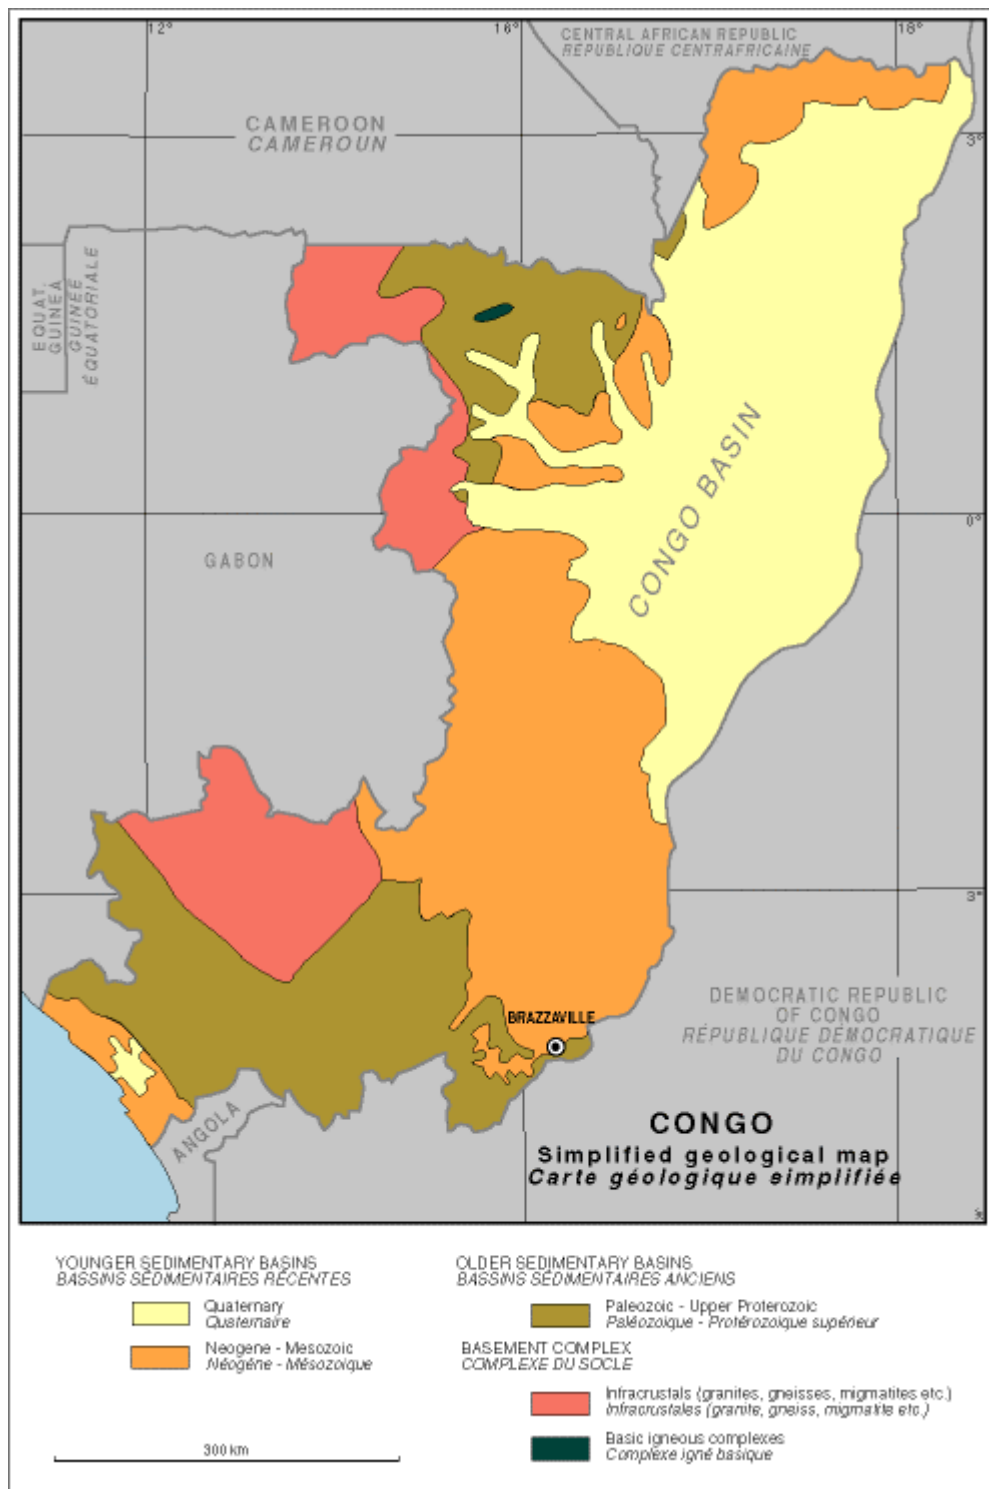 12°
16°
18°
CENTRAL AFRICAN REPUBLIC
RÉPUBLIQUE CENTRAFRICAINE
CAMEROON
CAMEROUN
3°
EQUAT.
GUINEA
GUINÉE
ÉQUATORIALE
CONGO BASIN
0°
GABON
3°
DEMOCRATIC REPUBLIC
OF CONGO
RÉPUBLIQUE DÉMOCRATIQUE
DU CONGO
BRAZZAVILLE
ANGOLA
CONGO
Simplified geological map
Carte géologique simplifiée
YOUNGER SEDIMENTARY BASINS
BASSINS SÉDIMENTAIRES RÉCENTES
Quaternary
Quaternaire
Neogene - Mesozoic
Néogéne - Mésozoique
OLDER SEDIMENTARY BASINS
BASSINS SÉDIMENTAIRES ANCIENS
Paleozoic - Upper Proterozoic
Paléozoique - Protérozoique supérieur
BASEMENT COMPLEX
COMPLEXE DU SOCLE
Infracrustals (granites, gneisses, migmatites etc.)
Infracrustales (granite, gneiss, migmatite etc.)
Basic igneous complexes
Complexe igné basique
300 km